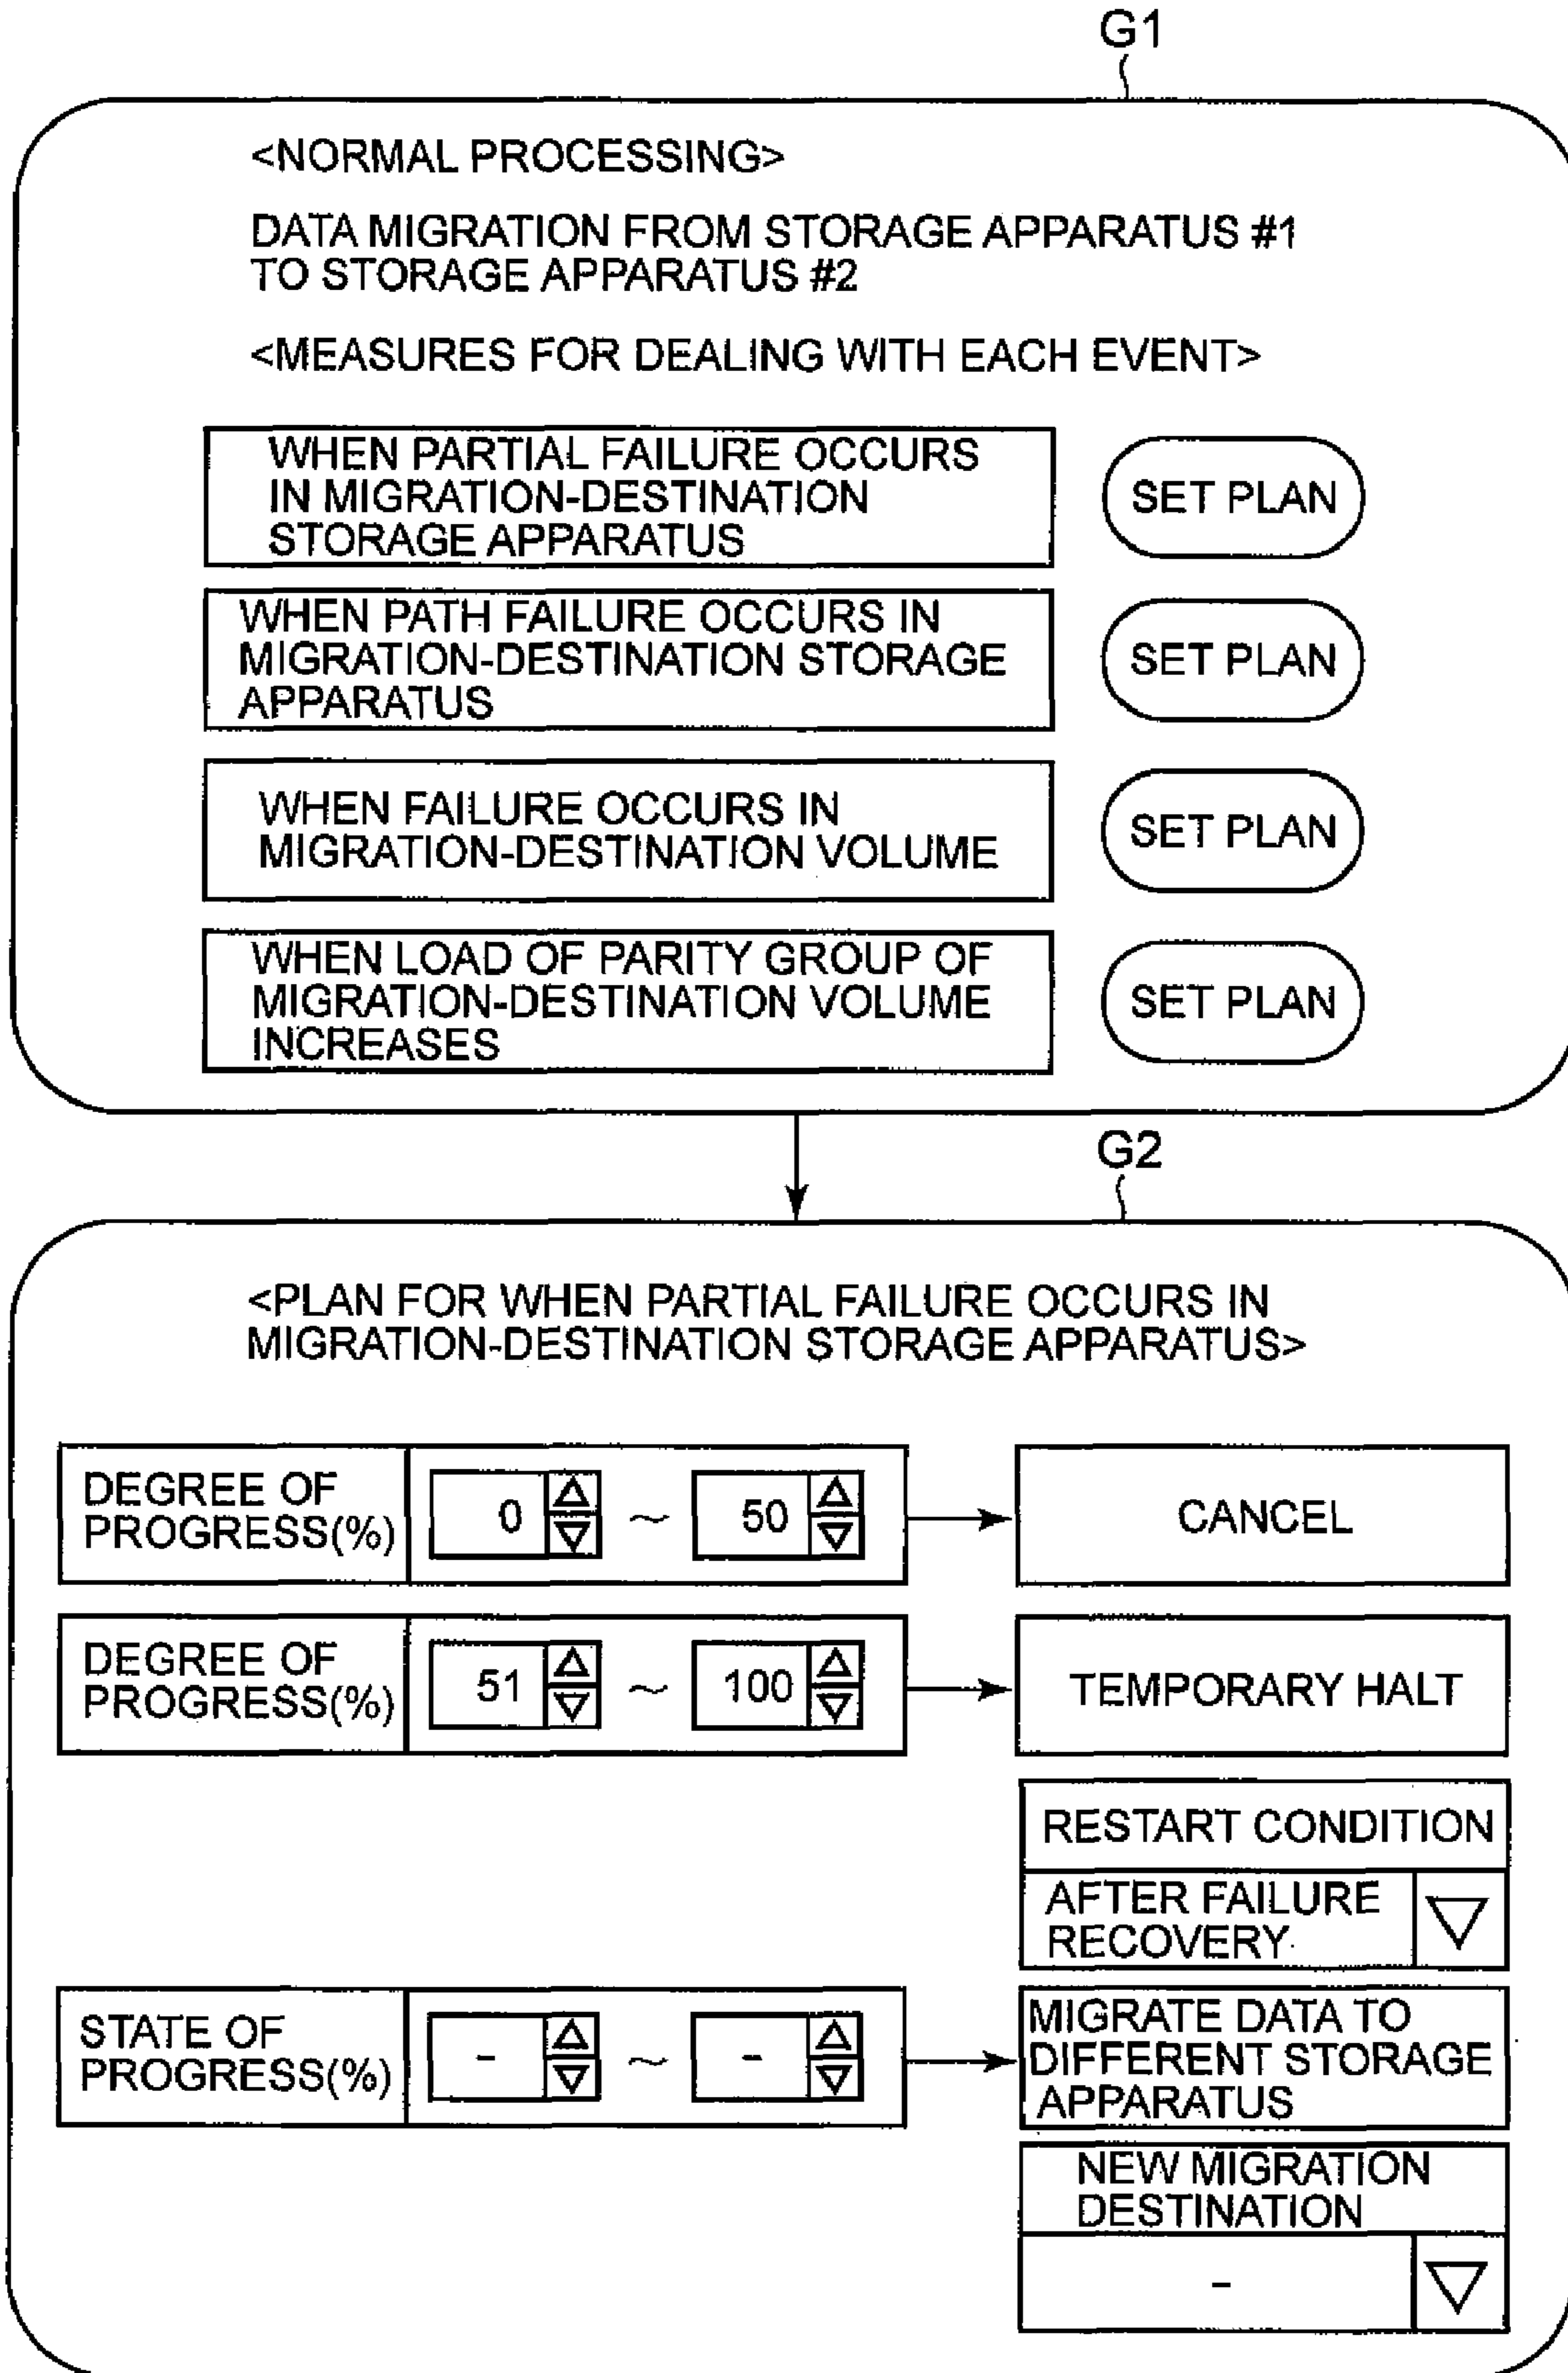 G1
<NORMAL PROCESSING>
DATA MIGRATION FROM STORAGE APPARATUS #1
TO STORAGE APPARATUS #2
<MEASURES FOR DEALING WITH EACH EVENT>
WHEN PARTIAL FAILURE OCCURS
IN MIGRATION-DESTINATION
STORAGE APPARATUS
SET PLAN
WHEN PATH FAILURE OCCURS IN
MIGRATION-DESTINATION STORAGE
APPARATUS
SET PLAN
WHEN FAILURE OCCURS IN
MIGRATION-DESTINATION VOLUME
SET PLAN
WHEN LOAD OF PARITY GROUP OF
MIGRATION-DESTINATION VOLUME
INCREASES
SET PLAN
G2
<PLAN FOR WHEN PARTIAL FAILURE OCCURS IN
MIGRATION-DESTINATION STORAGE APPARATUS>
DEGREE OF
PROGRESS(%)
0 ~ 50
CANCEL
DEGREE OF
PROGRESS(%)
51 ~ 100
TEMPORARY HALT
RESTART CONDITION
AFTER FAILURE
RECOVERY
STATE OF
PROGRESS(%)
- ~ -
MIGRATE DATA TO
DIFFERENT STORAGE
APPARATUS
NEW MIGRATION
DESTINATION
-